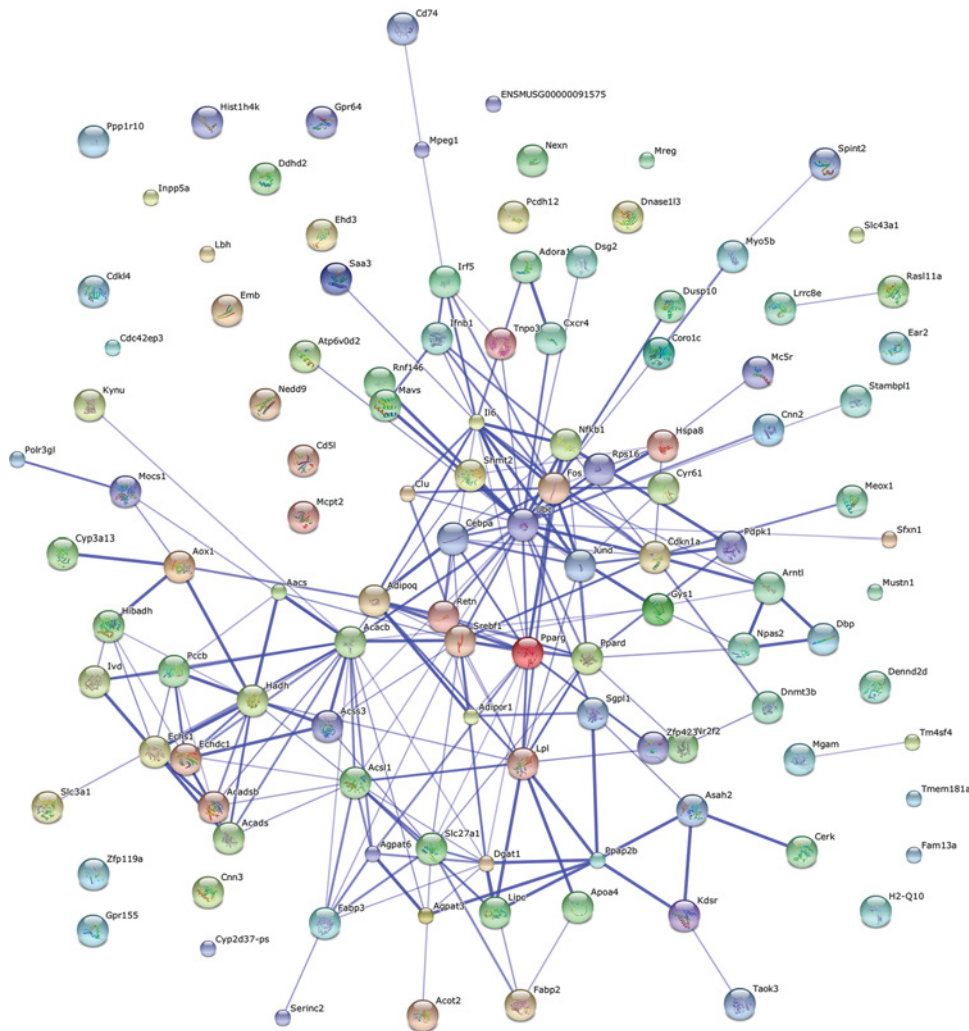 Cd74
ENSMUSG00000091575
Hist1h4k
Gpr64
Ppp1r10
Mpeg1
Nexn
Mreg
Spint2
Ddhd2
Inpp5a
Pcdh12
Dnase1l3
Ehd3
Slc43a1
Lbh
Adora1
Dsg2
Myo5b
Saa3
Irf5
Cdkl4
Emb
Dusp10
Lrrc8e
Rasl11a
Ifnb1
Tnpo3
Cxcr4
Cdc42ep3
Atp6v0d2
Coro1c
Ear2
Rnf146
Mc5r
Kynu
Nedd9
Mavs
Stambpl1
Il6
Nfkb1
Hspa8
Cnn2
Polr3gl
Cd5l
Shmt2
Rps16
Mocs1
Clu
Fos
Cyr61
Meox1
Mcpt2
Ubc
Sfxn1
Cyp3a13
Cebpa
Cdkn1a
Pdpk1
Aox1
Jund
Aacs
Adipoq
Arntl
Mustn1
Hibadh
Retn
Gys1
Acacb
Srebf1
Npas2
Dbp
Ivd
Pccb
Pparg
Ppard
Hadh
Dennd2d
Acss3
Adipor1
Sgpl1
Dnmt3b
Echs1
Echdc1
Lpl
Zfp423
Nr2f2
Mgam
Tm4sf4
Slc3a1
Acadsb
Acsl1
Asah2
Tmem181a
Acads
Slc27a1
Cerk
Zfp119a
Agpat6
Dgat1
Ppap2b
Fam13a
Cnn3
Gpr155
Fabp3
Agpat3
Lipc
Apoa4
Kdsr
H2-Q10
Cyp2d37-ps
Serinc2
Acot2
Fabp2
Taok3